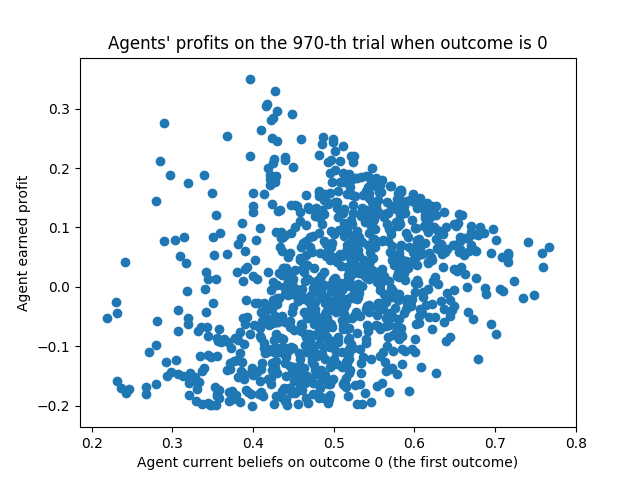 Agents' profits on the 970-th trial when outcome is 0
Agent earned profit
0.3
0.2
0.1
0.0
−0.1
−0.2
0.2 0.3 0.4 0.5 0.6 0.7 0.8
Agent current beliefs on outcome 0 (the first outcome)